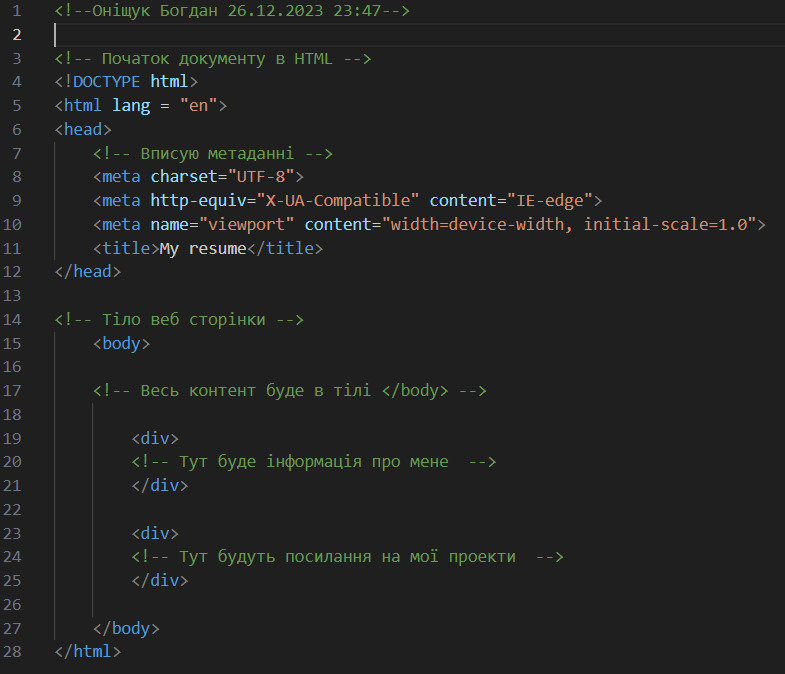 1 <!--Оніщук Богдан 26.12.2023 23:47-->
2
3 <!-- Початок документу в HTML -->
4 <!DOCTYPE html>
5 <html lang = "en">
6 <head>
7     <!-- Вписую метаданні -->
8     <meta charset="UTF-8">
9     <meta http-equiv="X-UA-Compatible" content="IE-edge">
10     <meta name="viewport" content="width=device-width, initial-scale=1.0">
11     <title>My resume</title>
12 </head>
13
14 <!-- Тіло веб сторінки -->
15     <body>
16
17     <!-- Весь контент буде в тілі </body> -->
18
19         <div>
20         <!-- Тут буде інформація про мене  -->
21         </div>
22
23         <div>
24         <!-- Тут будуть посилання на мої проекти  -->
25         </div>
26
27     </body>
28 </html>